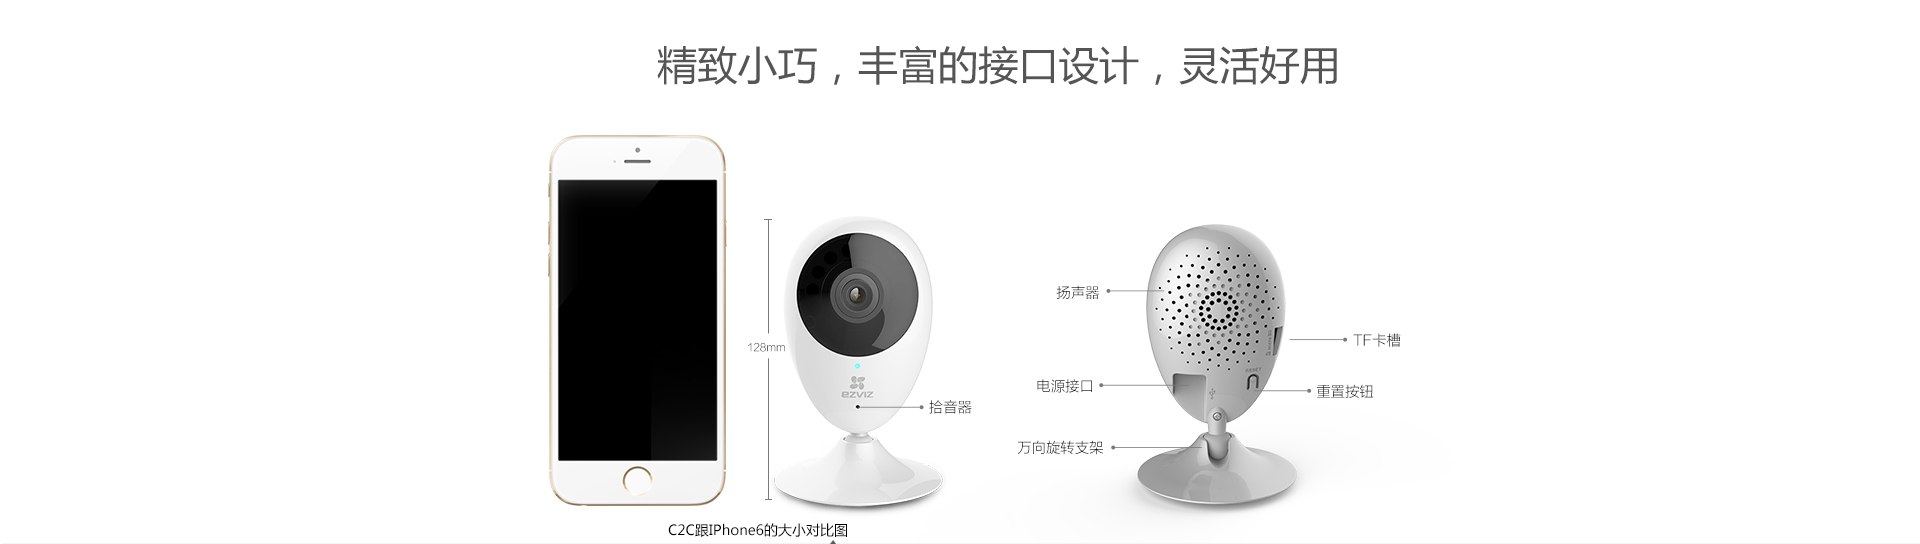 精致小巧，丰富的接口设计，灵活好用
128mm
ezviz
拾音器
C2C跟IPhone6的大小对比图
扬声器
TF卡槽
电源接口
RESET
重置按钮
万向旋转支架